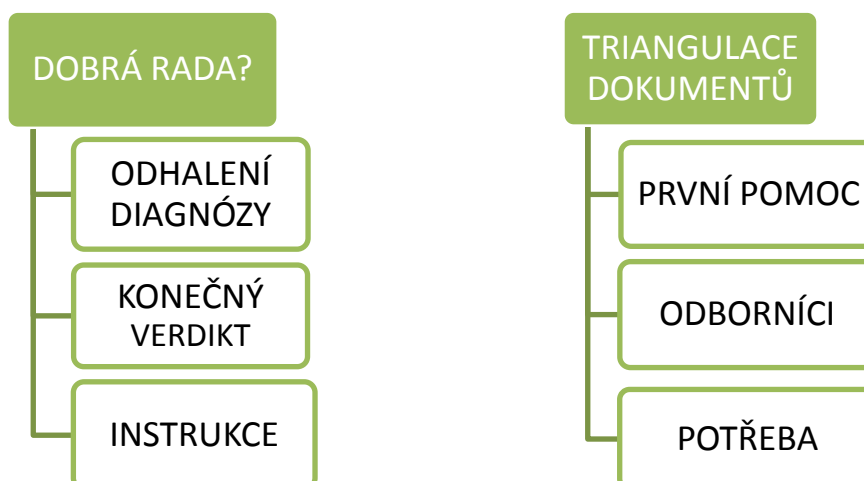 DOBRÁ RADA?
ODHALENÍ
DIAGNÓZY
KONEČNÝ
VERDIKT
INSTRUKCE
TRIANGULACE
DOKUMENTŮ
PRVNÍ POMOC
ODBORNÍCI
POTŘEBA